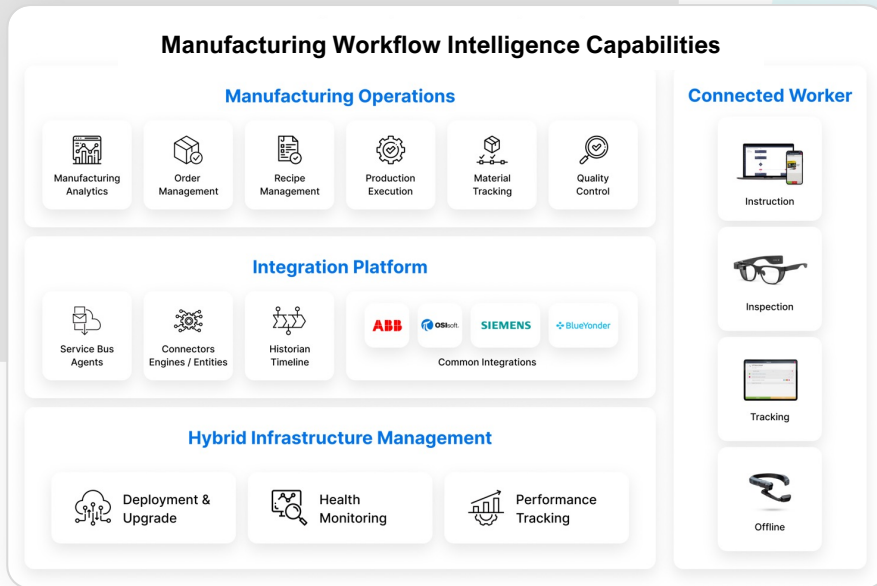 Manufacturing Workflow Intelligence Capabilities
Manufacturing Operations
Manufacturing
Analytics
Order
Management
Recipe
Management
Production
Execution
Material
Tracking
Quality
Control
Integration Platform
Service Bus
Agents
Connectors
Engines / Entities
Historian
Timeline
ABB
OSIsoft.
SIEMENS
BlueYonder
Common Integrations
Hybrid Infrastructure Management
Deployment &
Upgrade
Health
Monitoring
Performance
Tracking
Connected Worker
Instruction
Inspection
Tracking
Offline